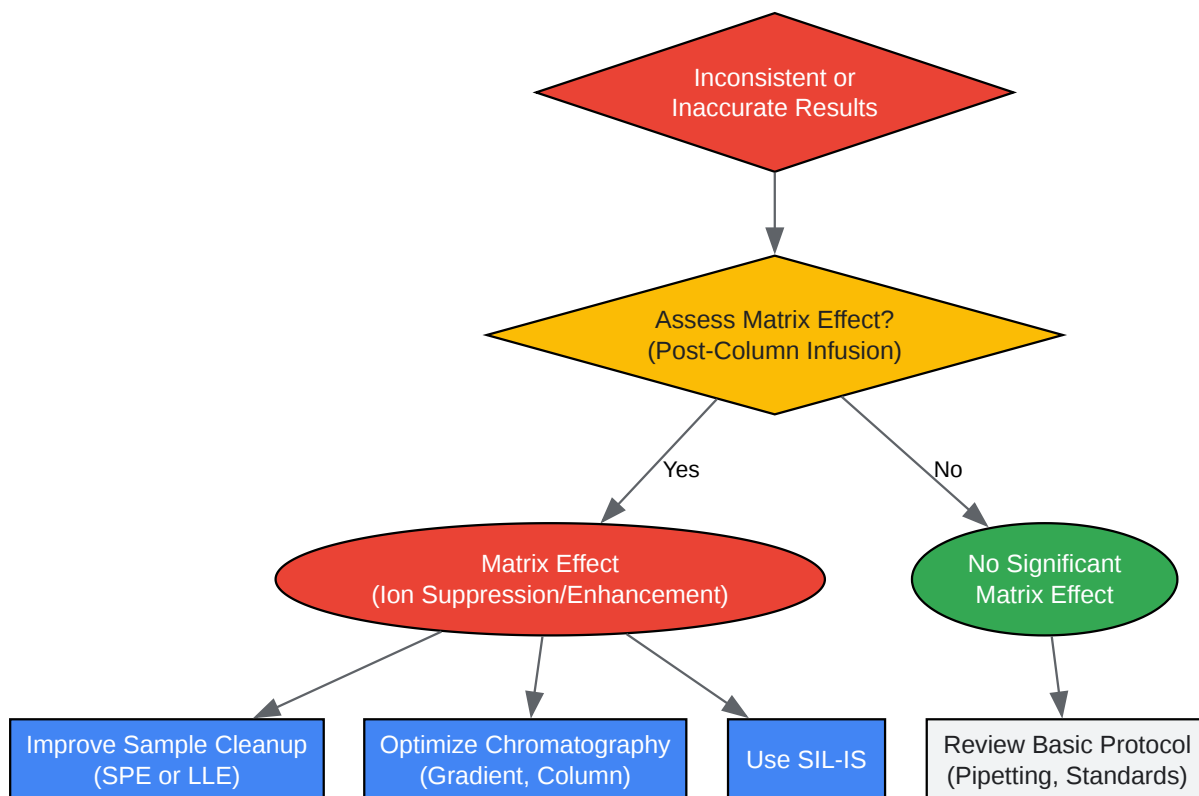 Inconsistent or
Inaccurate Results
Assess Matrix Effect?
(Post-Column Infusion)
Yes
No
Matrix Effect
(Ion Suppression/Enhancement)
No Significant
Matrix Effect
Improve Sample Cleanup
(SPE or LLE)
Optimize Chromatography
(Gradient, Column)
Use SIL-IS
Review Basic Protocol
(Pipetting, Standards)